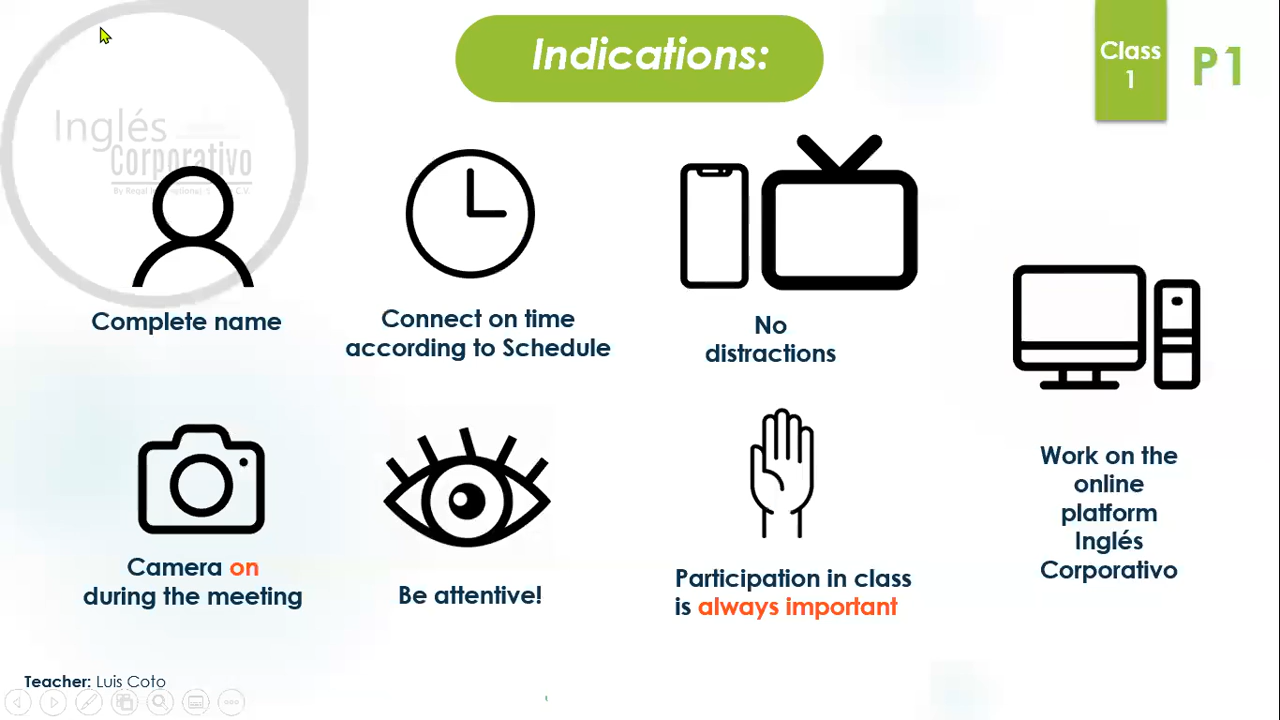 Indications:
Class
1
P1
Inglés
Corporativo
Complete name
Connect on time
according to Schedule
No
distractions
Work on the
online
platform
Inglés
Corporativo
Camera on
during the meeting
Be attentive!
Participation in class
is always important
Teacher: Luis Coto